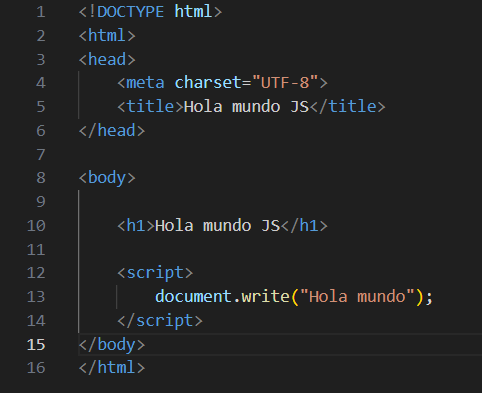 1 <!DOCTYPE html>
2 <html>
3 <head>
4     <meta charset="UTF-8">
5     <title>Hola mundo JS</title>
6 </head>
7
8 <body>
9
10     <h1>Hola mundo JS</h1>
11
12     <script>
13         document.write("Hola mundo");
14     </script>
15 </body>
16 </html>